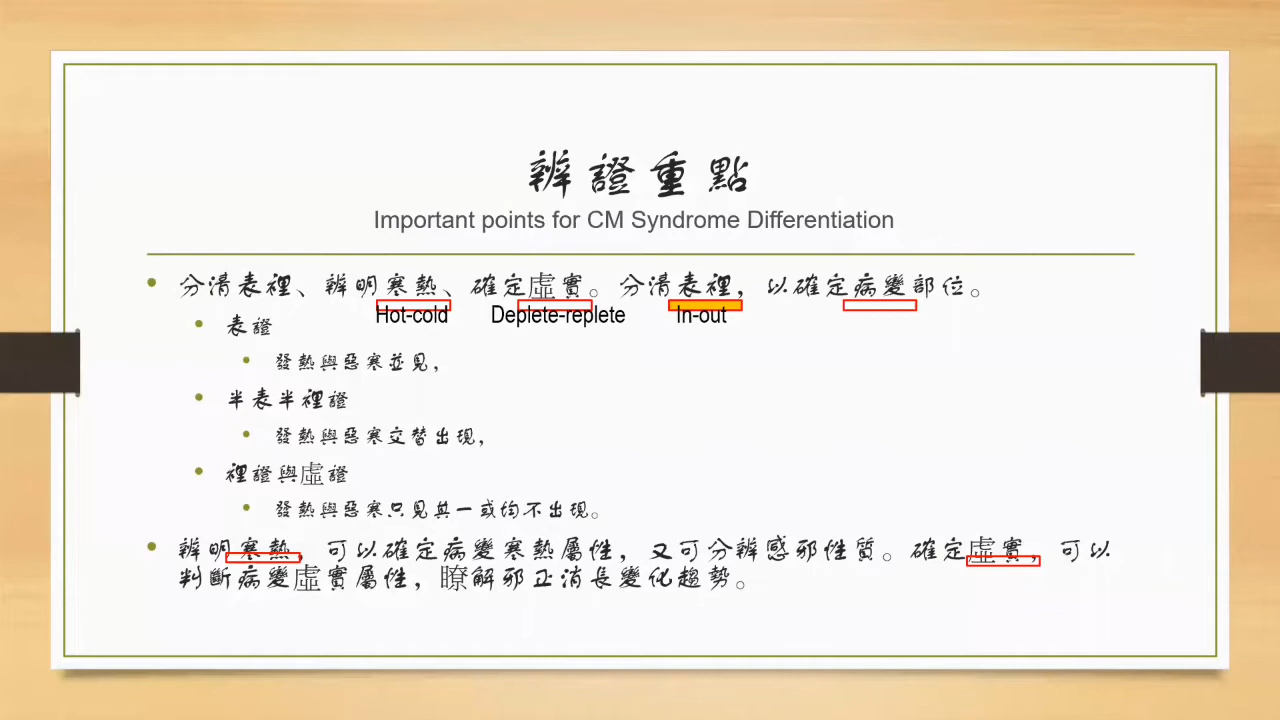 辨證重點
Important points for CM Syndrome Differentiation
分清表裡、辨明寒熱、確定虛實。分清表裡，以確定病變部位。
Hot-cold Deplete-replete In-out
表證
發熱與惡寒並見，
半表半裡證
發熱與惡寒交替出現，
裡證與虛證
發熱與惡寒只見其一或均不出現。
辨明寒熱，可以確定病變寒熱屬性，又可分辨感邪性質。確定虛實，可以
判斷病變虛實屬性，瞭解邪正消長變化趨勢。